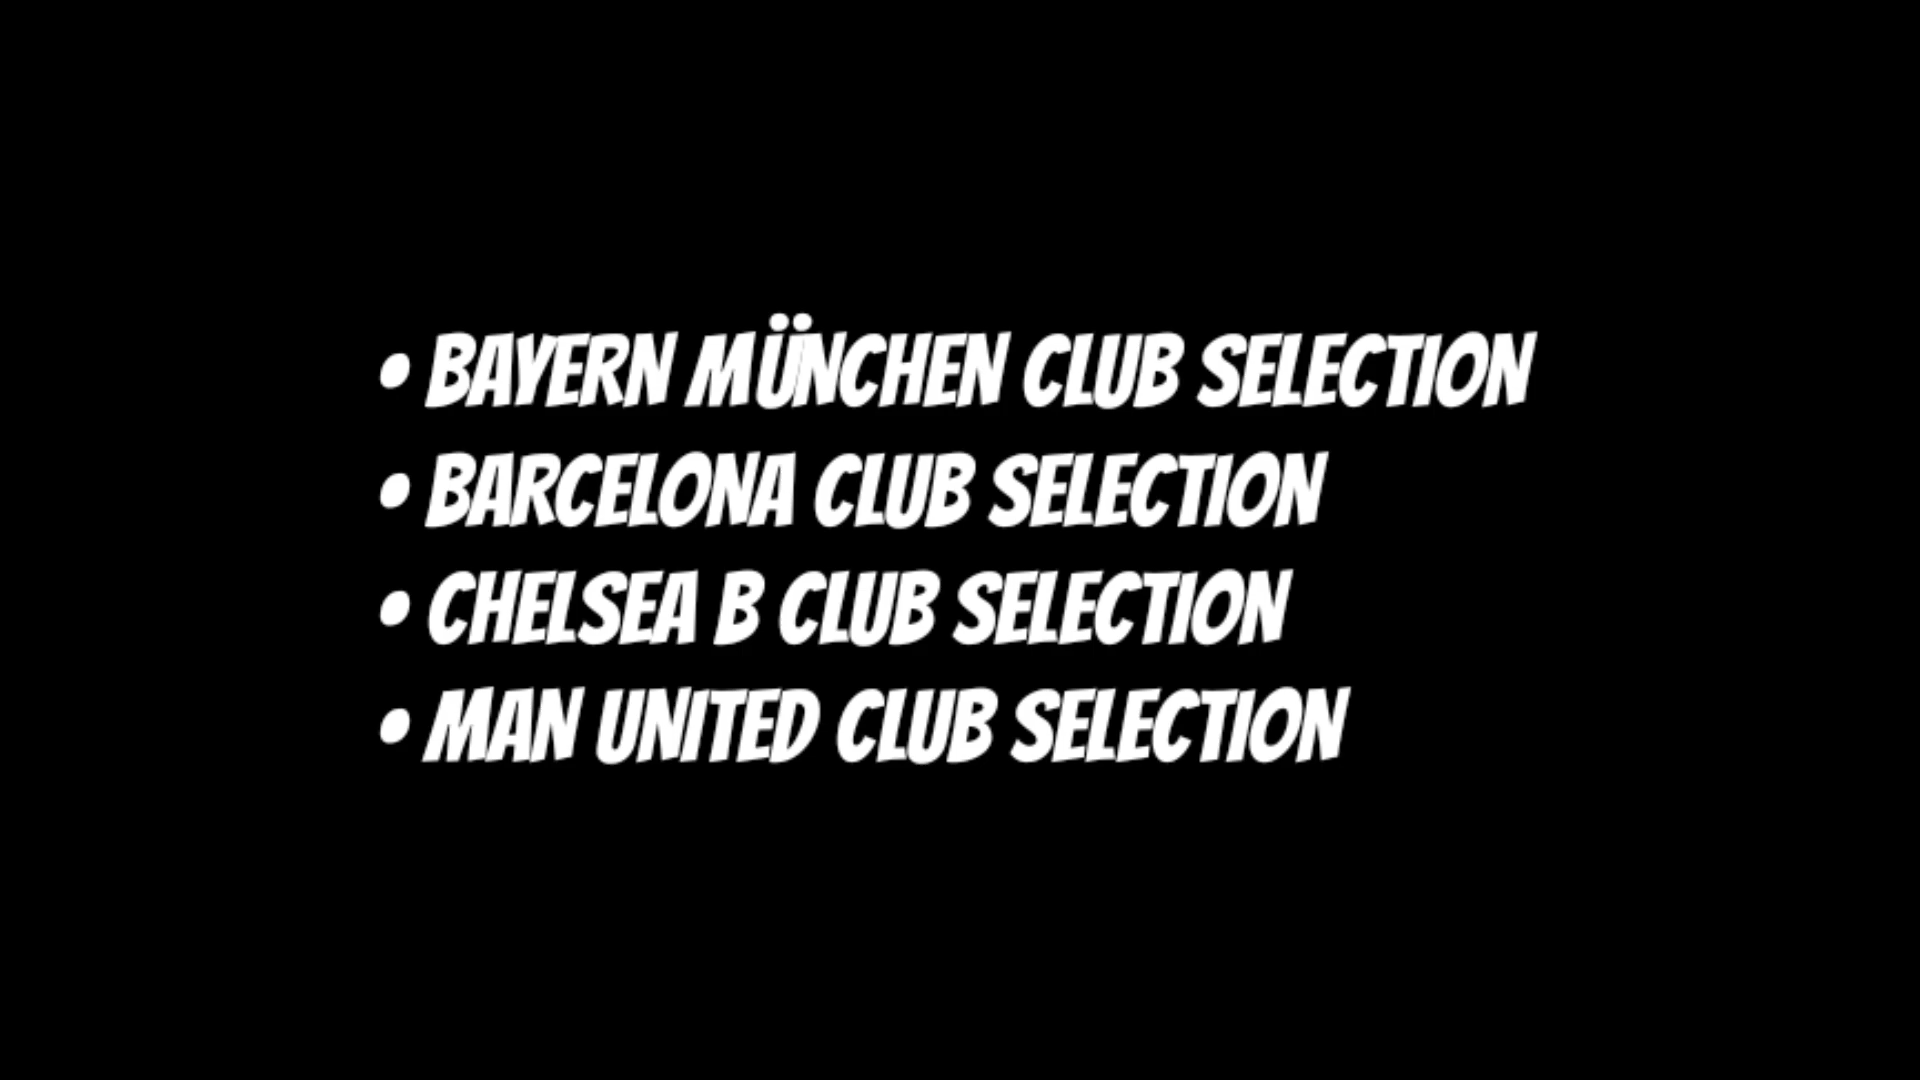 • BAYERN MÜNCHEN CLUB SELECTION
• BARCELONA CLUB SELECTION
• CHELSEA B CLUB SELECTION
• MAN UNITED CLUB SELECTION